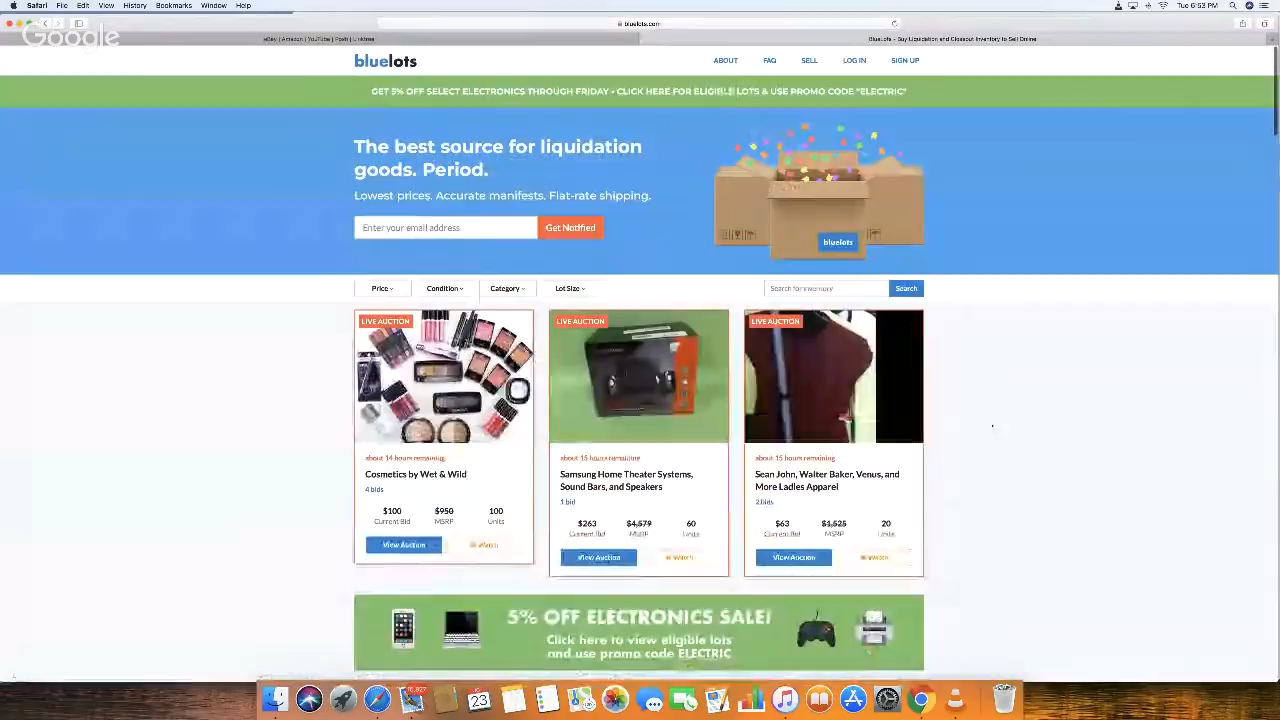 Safari File Edit View History Bookmarks Window Help
Tue 6:53 PM
bluelots.com
Google
eBay | Amazon | YouTube | Posh | Linktree
BlueLots - Buy Liquidation and Closeout Inventory to Sell Online
bluelots
ABOUT FAQ SELL LOG IN SIGN UP
GET 5% OFF SELECT ELECTRONICS THROUGH FRIDAY • CLICK HERE FOR ELIGIBLE LOTS & USE PROMO CODE "ELECTRIC"
The best source for liquidation
goods. Period.
Lowest prices. Accurate manifests. Flat-rate shipping.
Enter your email address Get Notified
bluelots
Price Condition Category Lot Size Search for inventory Search
LIVE AUCTION LIVE AUCTION LIVE AUCTION
about 14 hours remaining
Cosmetics by Wet & Wild
4 bids
$100 $950 100
Current Bid MSRP Units
View Auction Watch
about 15 hours remaining
Samsung Home Theater Systems,
Sound Bars, and Speakers
1 bid
$263 $4,579 60
Current Bid MSRP Units
View Auction Watch
about 15 hours remaining
Sean John, Walter Baker, Venus, and
More Ladies Apparel
2 bids
$63 $1,525 20
Current Bid MSRP Units
View Auction Watch
5% OFF ELECTRONICS SALE!
Click here to view eligible lots
and use promo code ELECTRIC
23